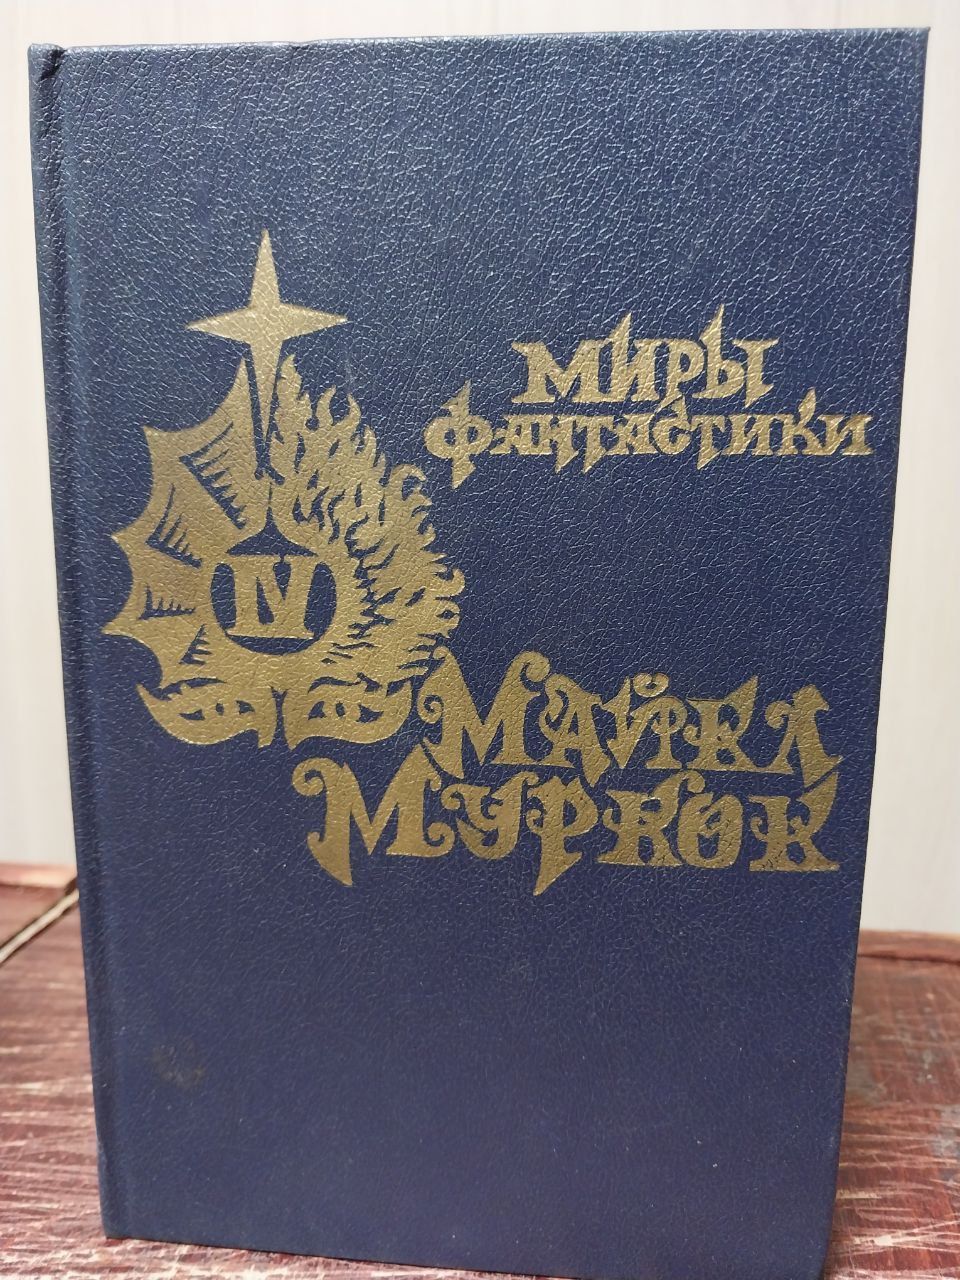 Миры
фантастики
IV
Майкл
Муркок